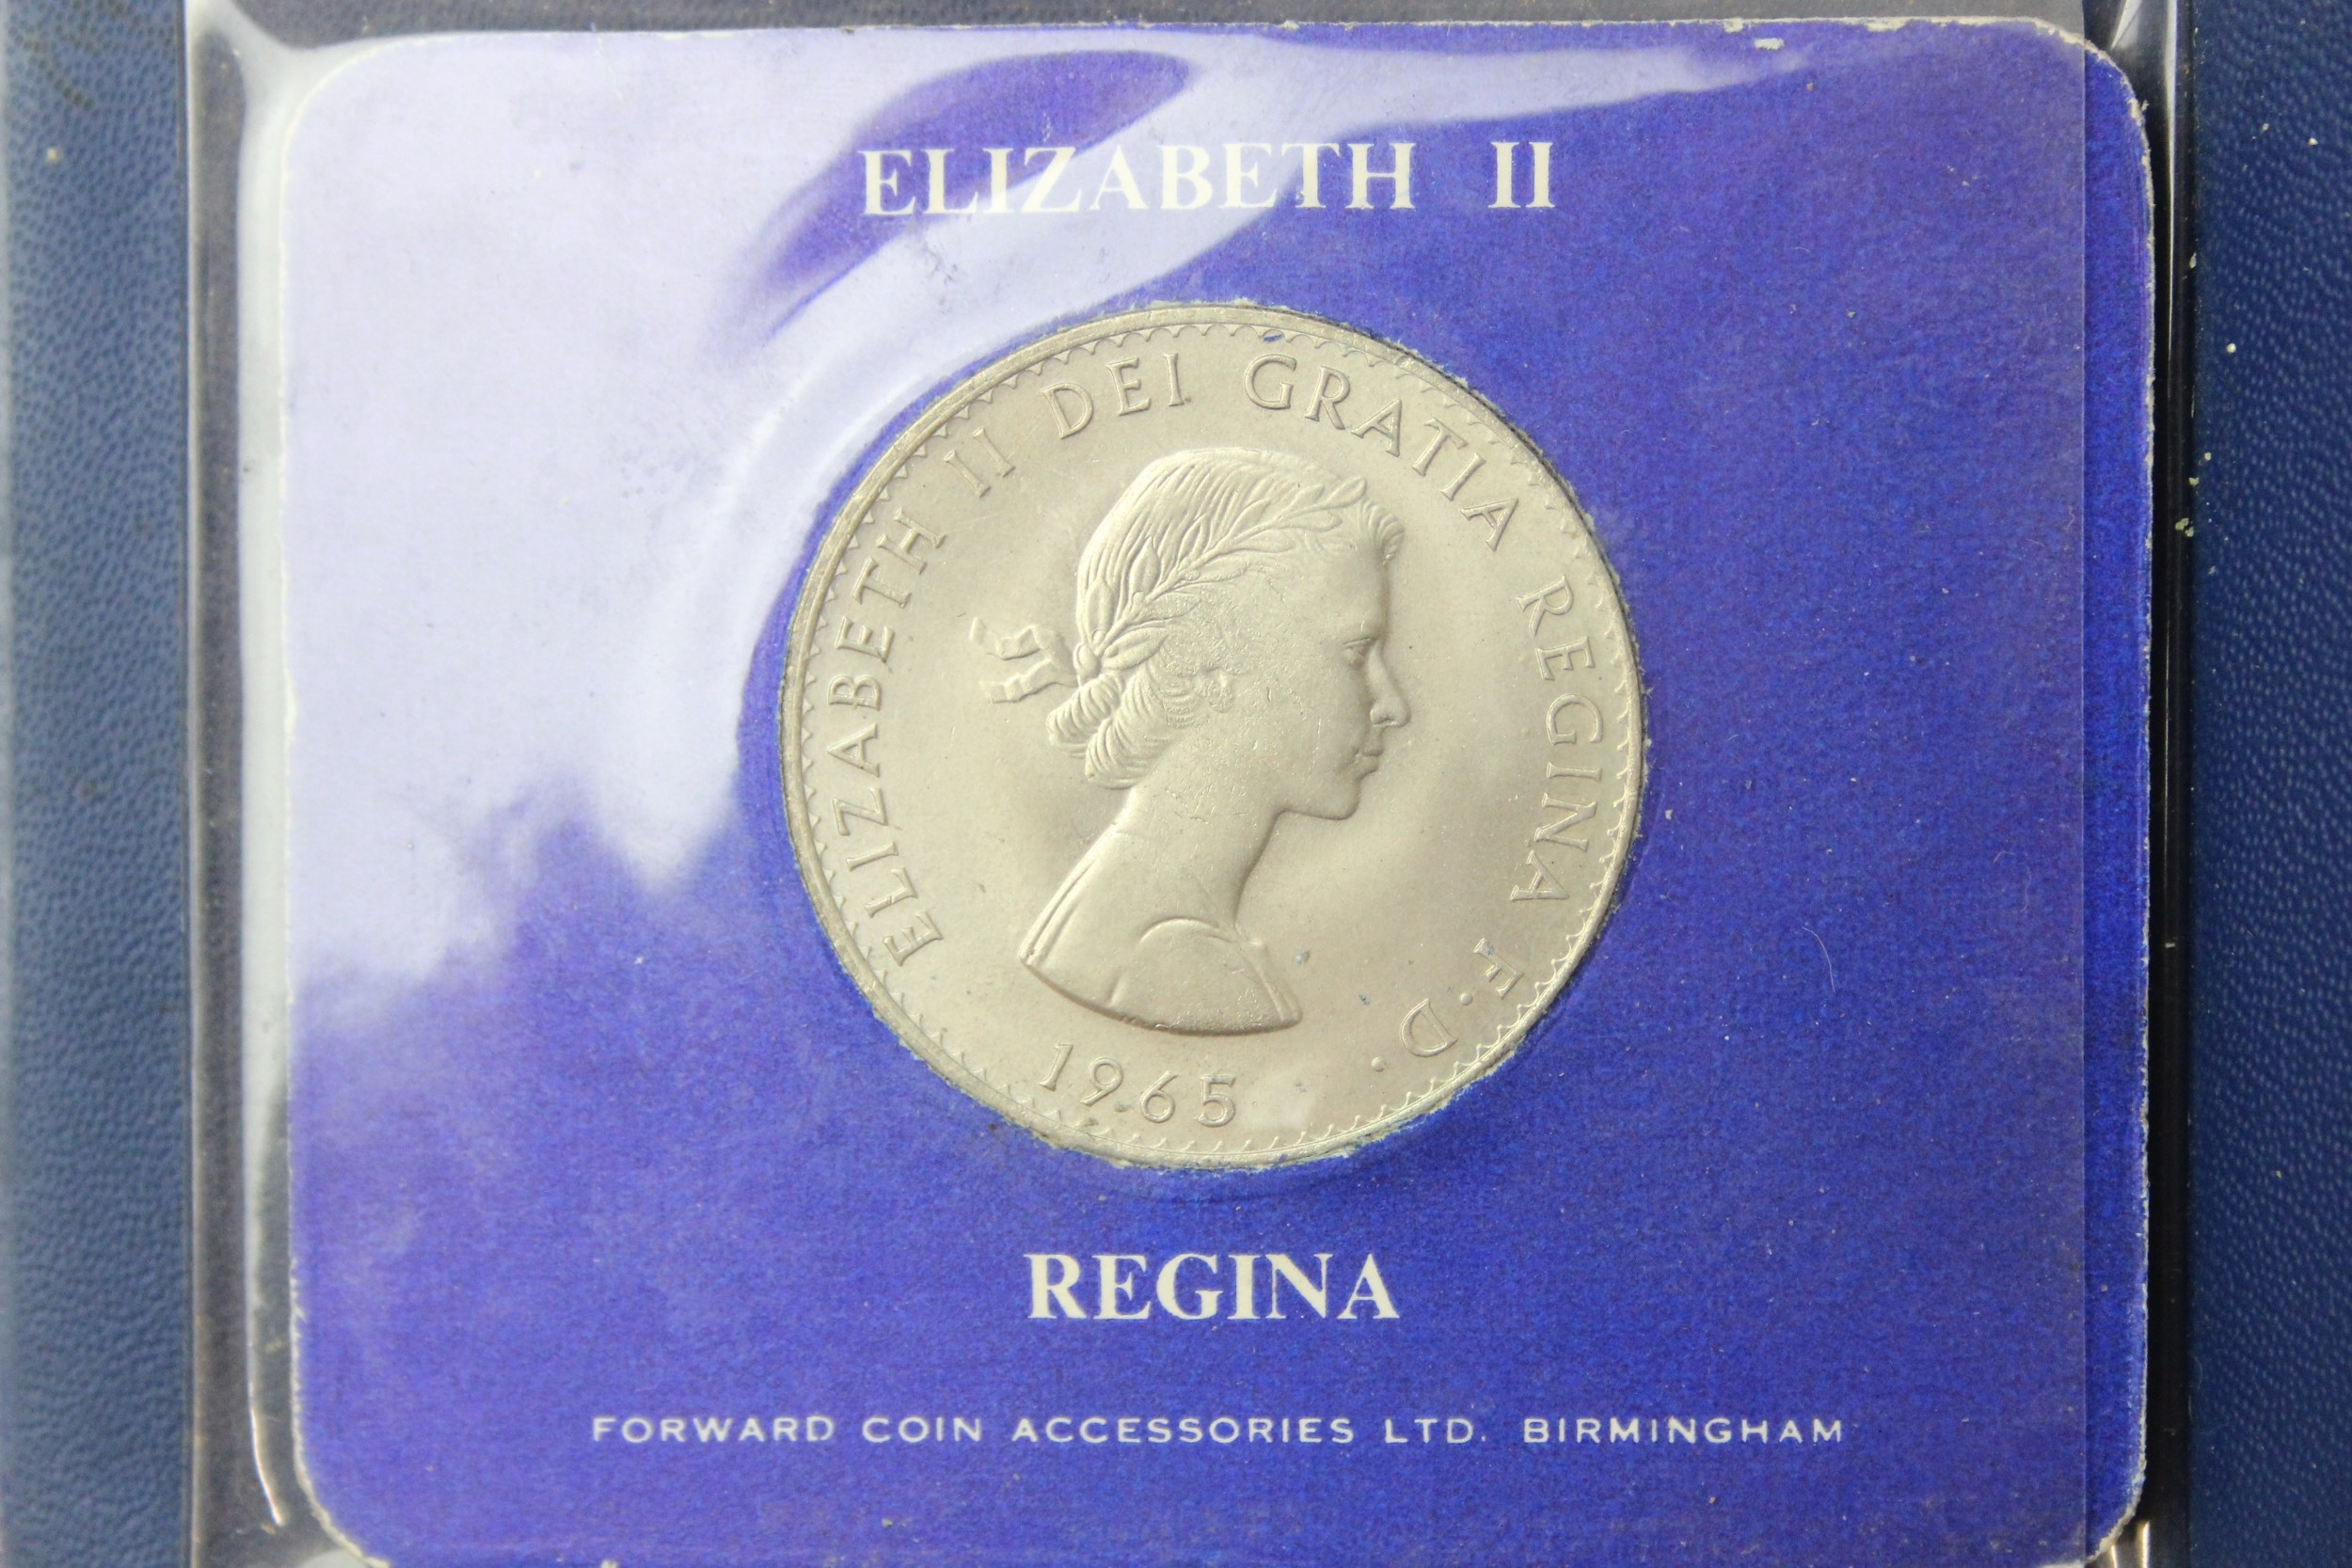 ELIZABETH II
ELIZABETH II DEI GRATIA REGINA F.D.
1965
REGINA
FORWARD COIN ACCESSORIES LTD. BIRMINGHAM